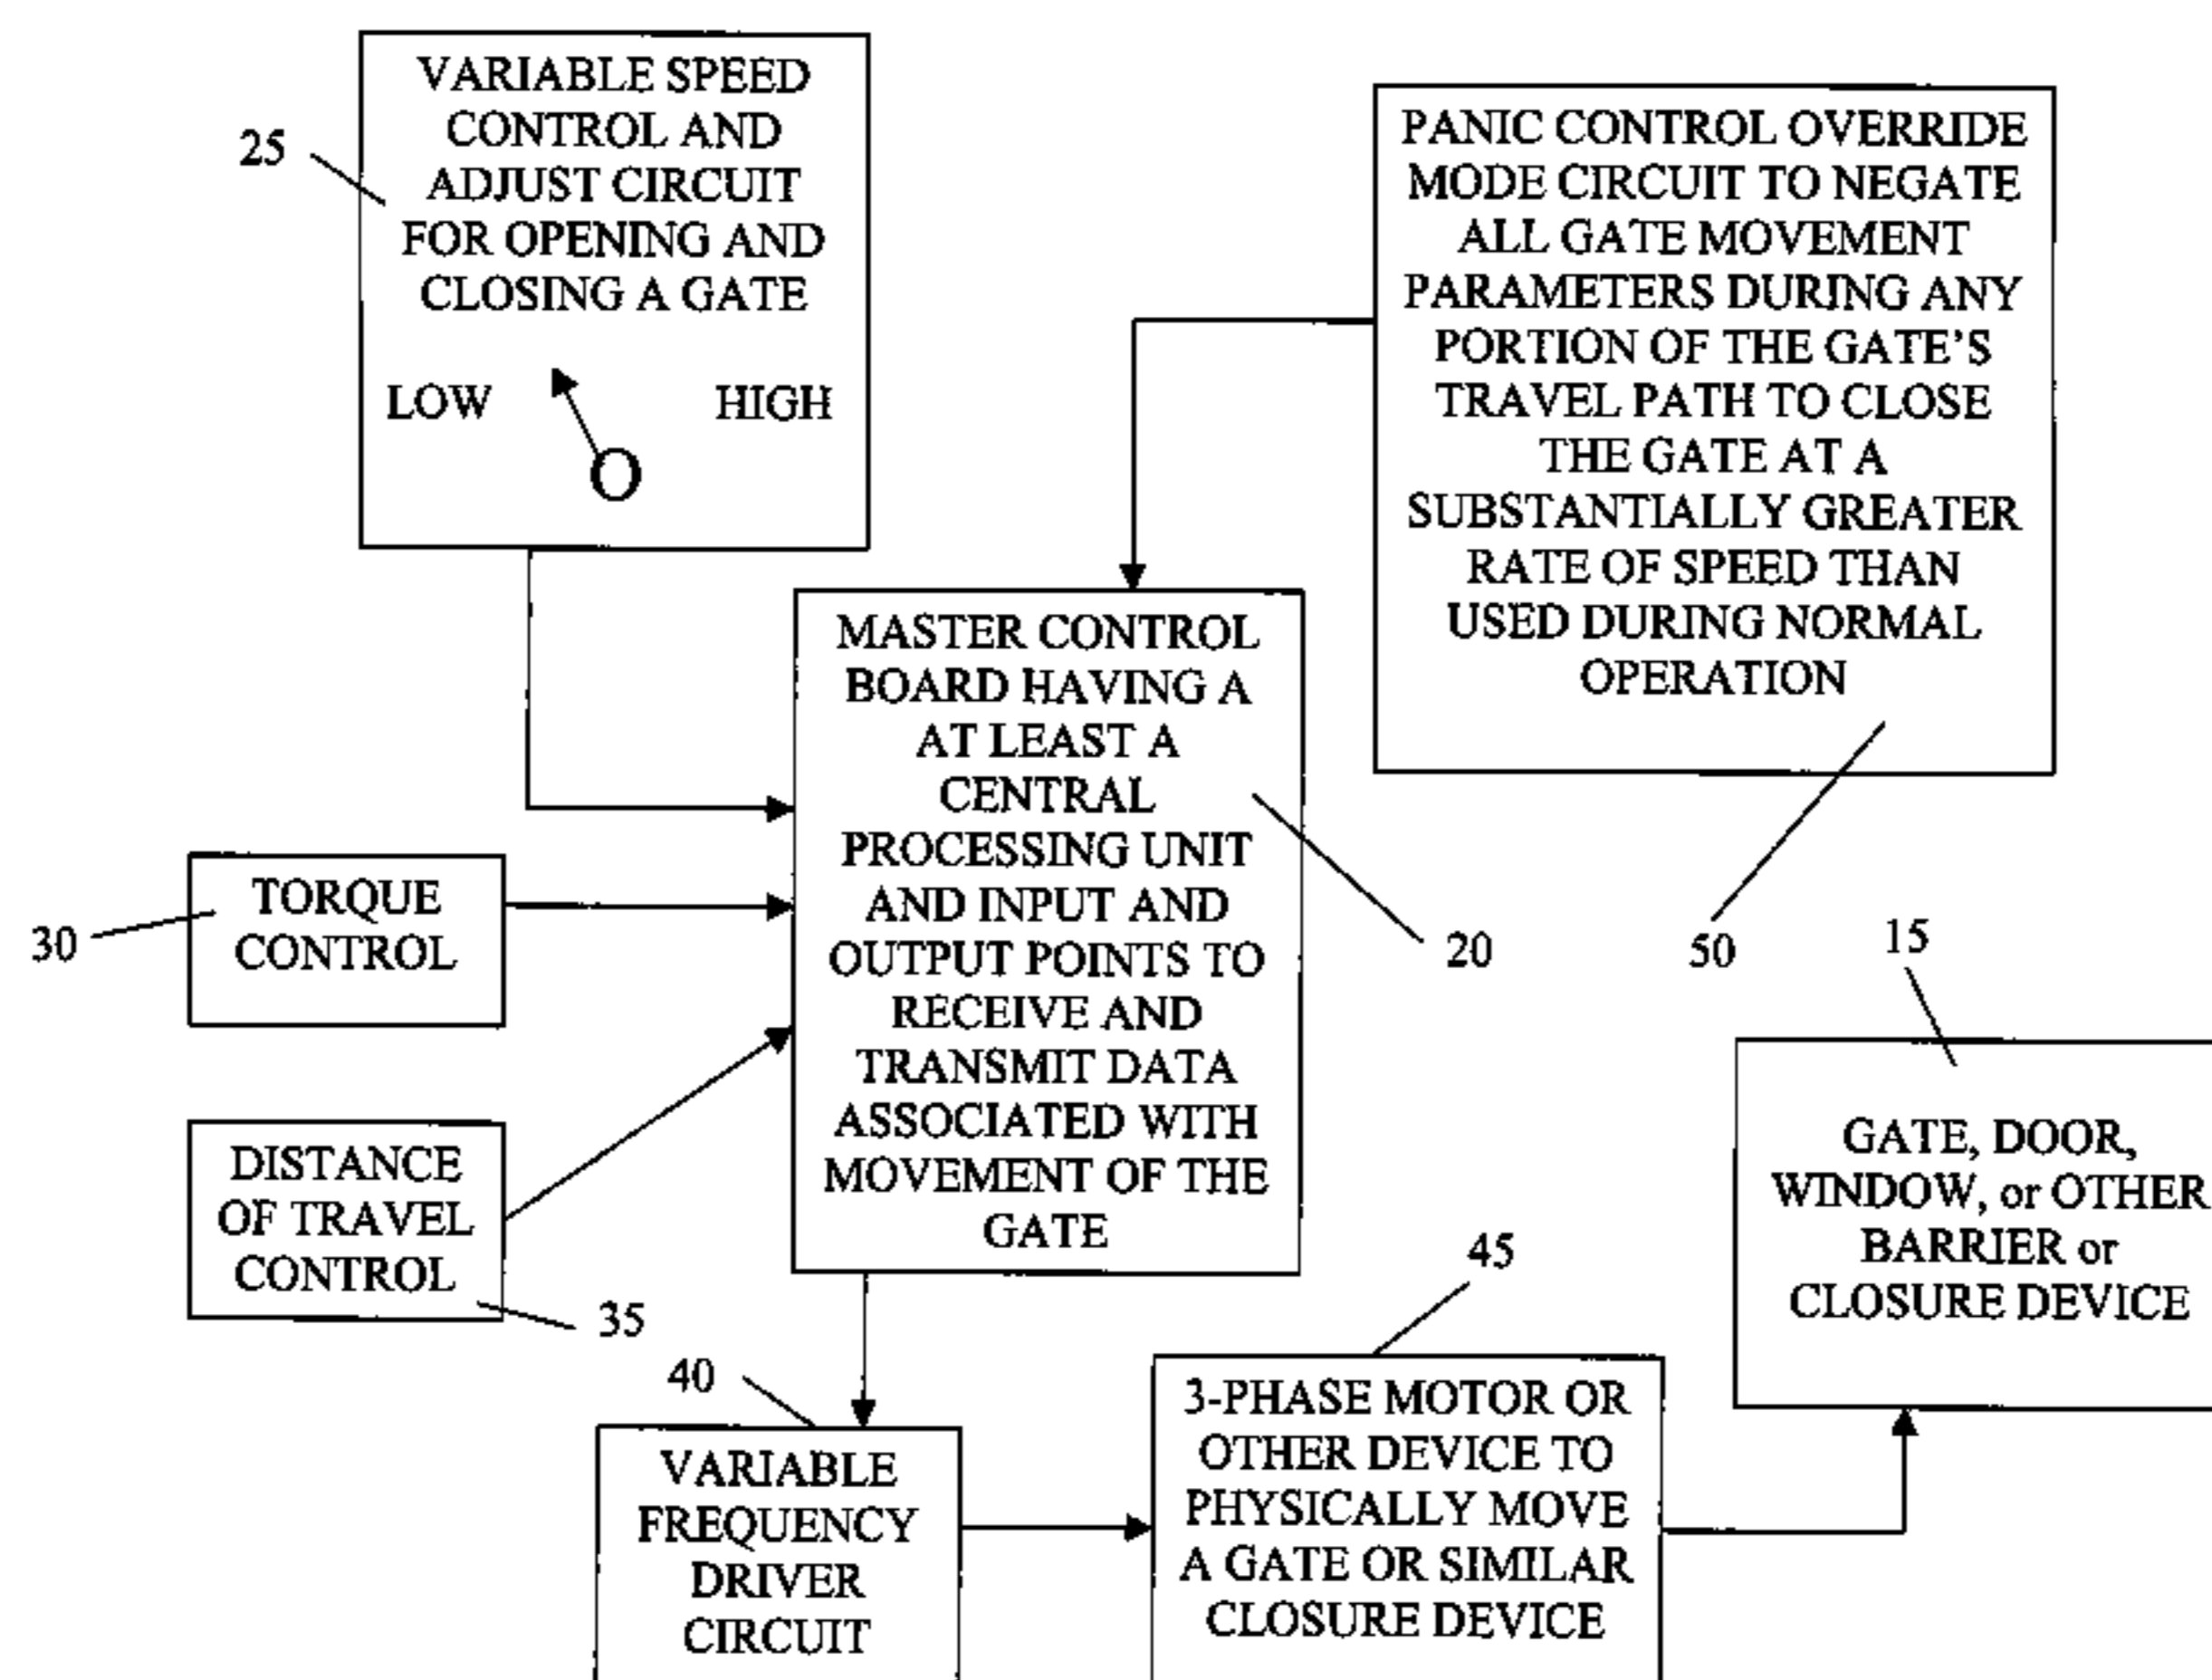 VARIABLE SPEED
CONTROL AND
ADJUST CIRCUIT
FOR OPENING AND
CLOSING A GATE
LOW HIGH
25
PANIC CONTROL OVERRIDE
MODE CIRCUIT TO NEGATE
ALL GATE MOVEMENT
PARAMETERS DURING ANY
PORTION OF THE GATE'S
TRAVEL PATH TO CLOSE
THE GATE AT A
SUBSTANTIALLY GREATER
RATE OF SPEED THAN
USED DURING NORMAL
OPERATION
50
MASTER CONTROL
BOARD HAVING A
AT LEAST A
CENTRAL
PROCESSING UNIT
AND INPUT AND
OUTPUT POINTS TO
RECEIVE AND
TRANSMIT DATA
ASSOCIATED WITH
MOVEMENT OF THE
GATE
20
TORQUE
CONTROL
30
DISTANCE
OF TRAVEL
CONTROL
35
15
GATE, DOOR,
WINDOW, or OTHER
BARRIER or
CLOSURE DEVICE
40
VARIABLE
FREQUENCY
DRIVER
CIRCUIT
45
3-PHASE MOTOR OR
OTHER DEVICE TO
PHYSICALLY MOVE
A GATE OR SIMILAR
CLOSURE DEVICE